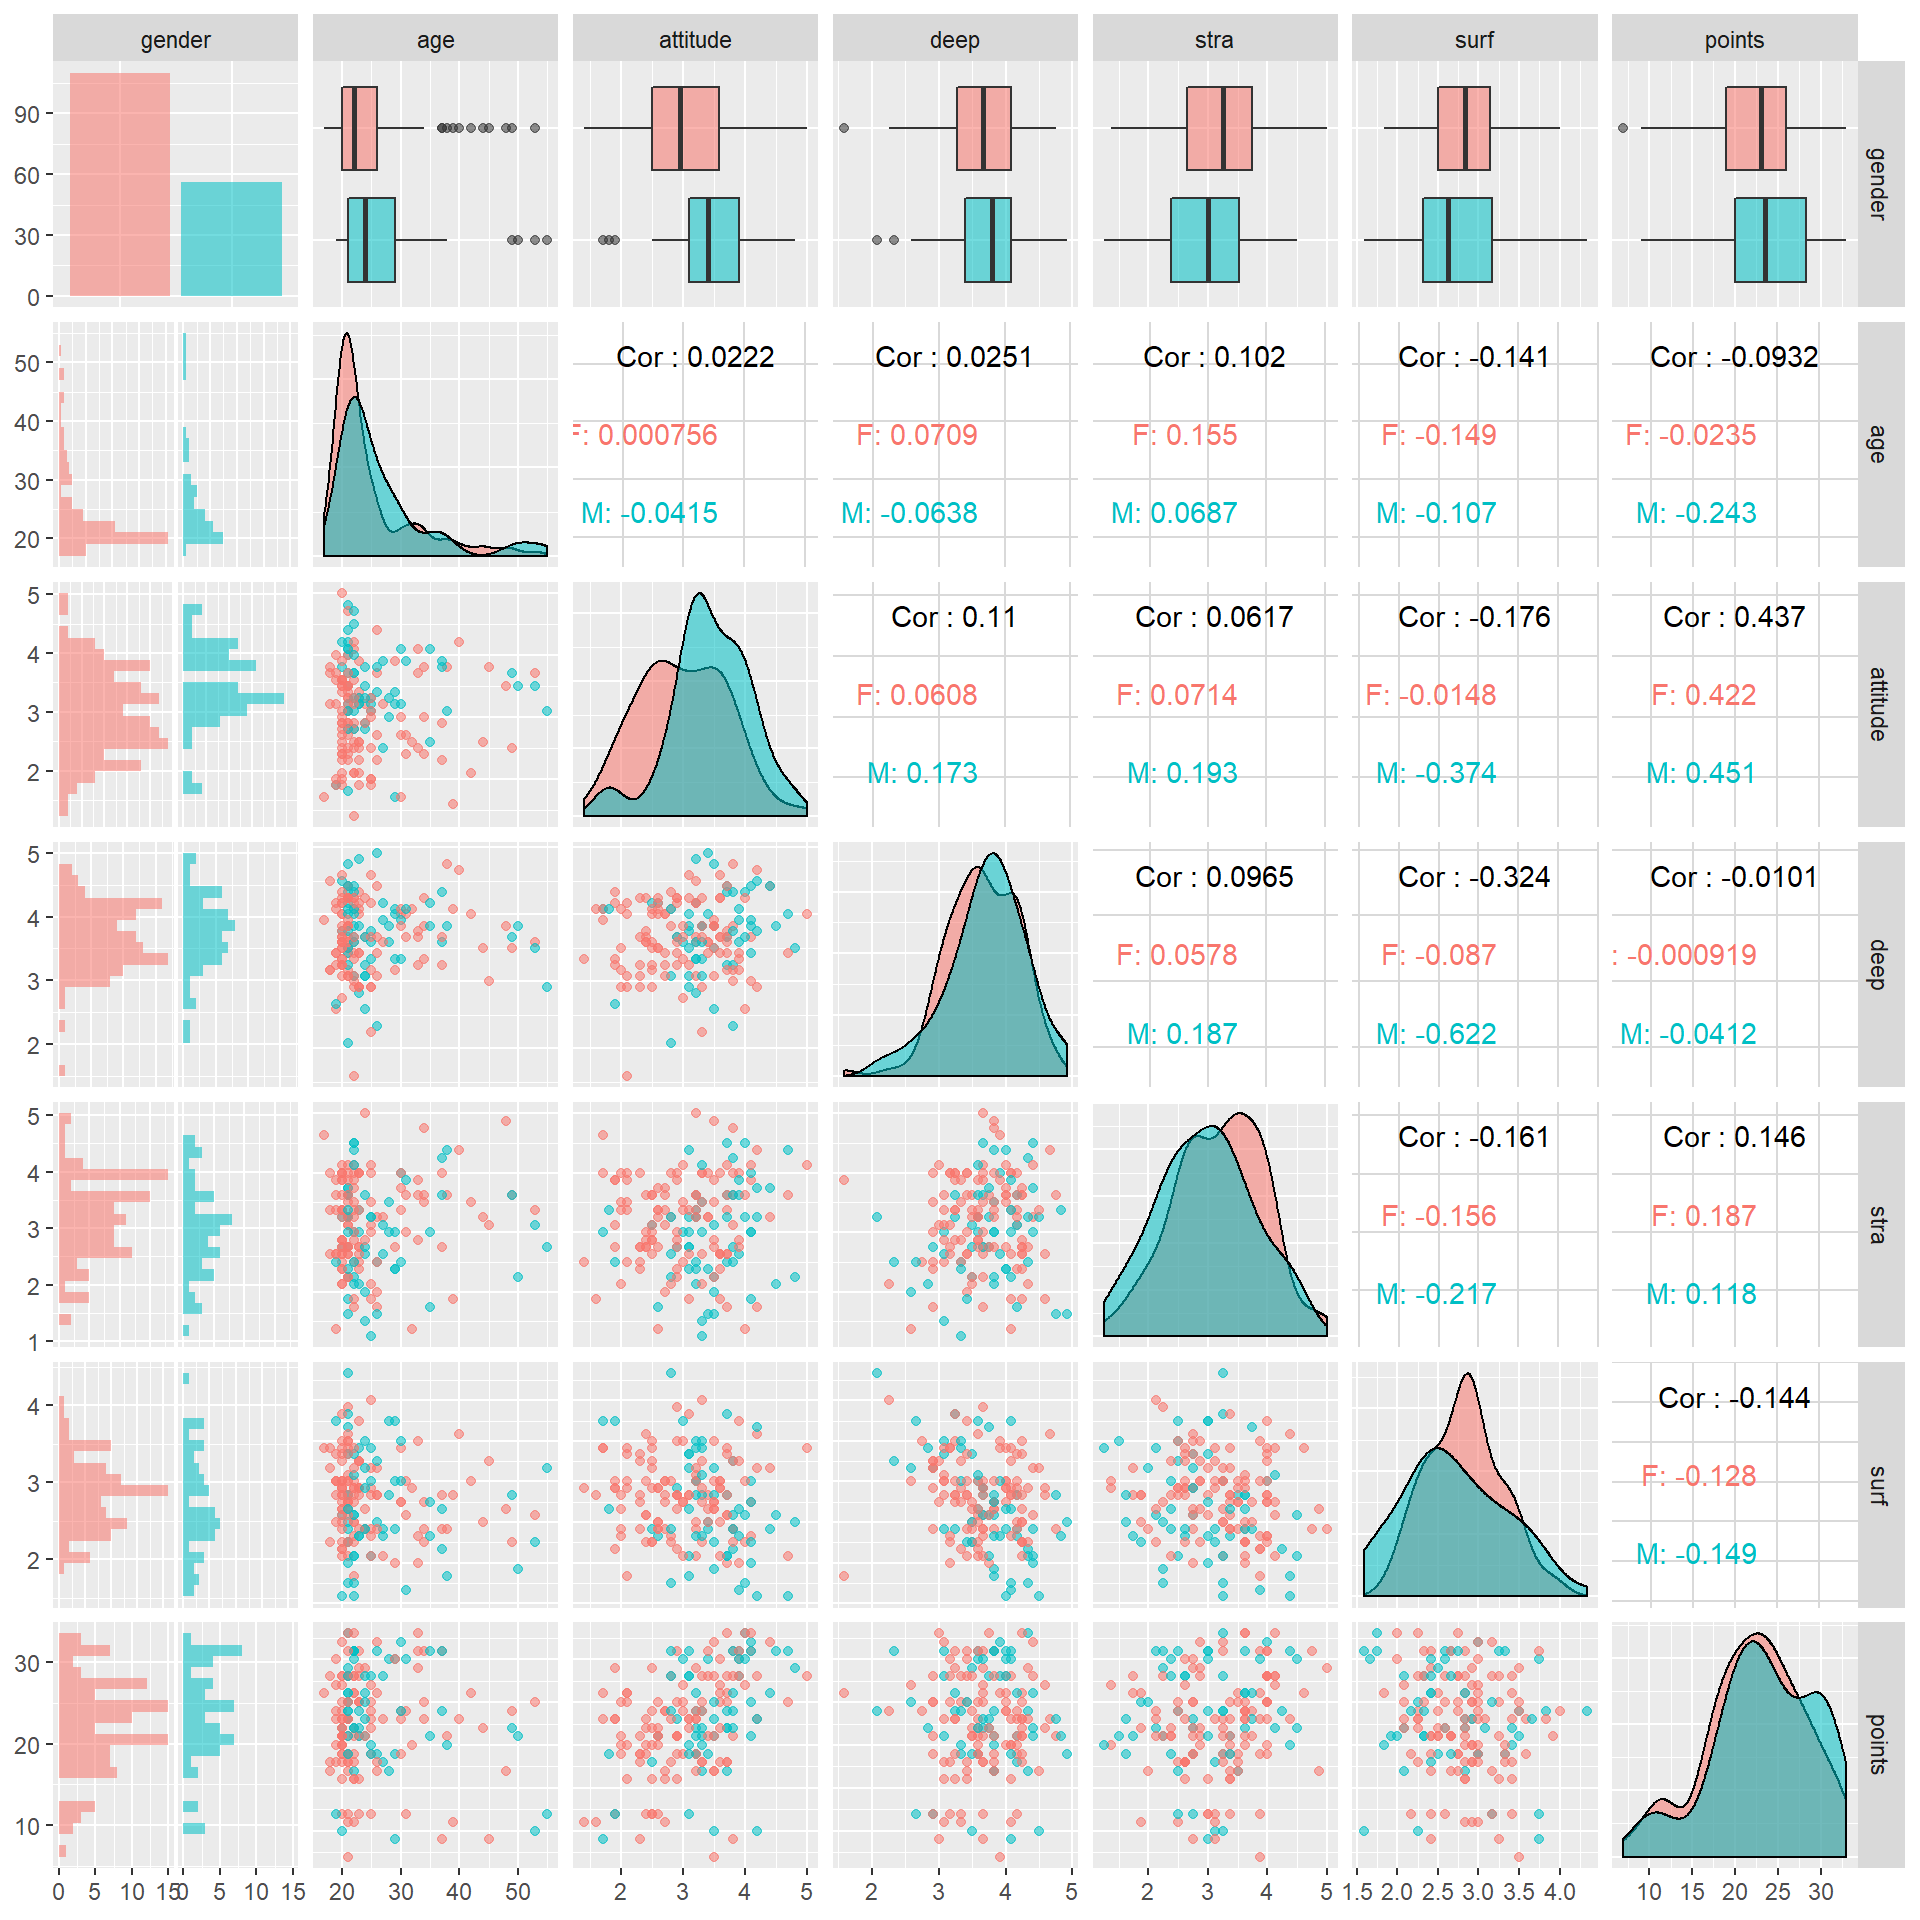 gender age attitude deep stra surf points
90
60
30
0
gender
50
40
30
20
Cor : 0.0222 Cor : 0.0251 Cor : 0.102 Cor : -0.141 Cor : -0.0932
F: 0.000756 F: 0.0709 F: 0.155 F: -0.149 F: -0.0235
M: -0.0415 M: -0.0638 M: 0.0687 M: -0.107 M: -0.243
age
5
4
3
2
Cor : 0.11 Cor : 0.0617 Cor : -0.176 Cor : 0.437
F: 0.0608 F: 0.0714 F: -0.0148 F: 0.422
M: 0.173 M: 0.193 M: -0.374 M: 0.451
attitude
5
4
3
2
Cor : 0.0965 Cor : -0.324 Cor : -0.0101
F: 0.0578 F: -0.087 : -0.000919
M: 0.187 M: -0.622 M: -0.0412
deep
5
4
3
2
1
Cor : -0.161 Cor : 0.146
F: -0.156 F: 0.187
M: -0.217 M: 0.118
stra
4
3
2
Cor : -0.144
F: -0.128
M: -0.149
surf
30
20
10
points
0 5 10 15 0 5 10 15 20 30 40 50 2 3 4 5 2 3 4 5 2 3 4 5 1.5 2.0 2.5 3.0 3.5 4.0 10 15 20 25 30